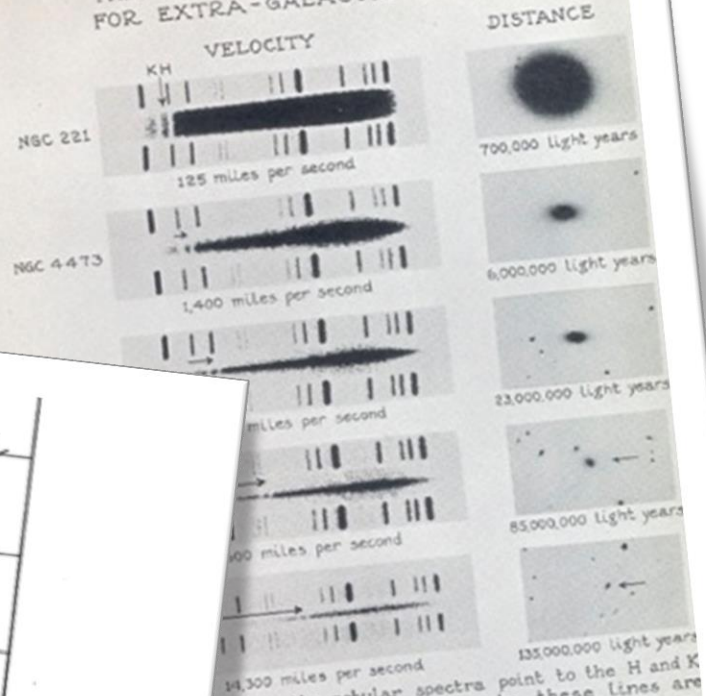 FOR EXTRA-GALAC
VELOCITY
DISTANCE
K H
NGC 221
125 miles per second
700,000 light years
NGC 4473
1,400 miles per second
6,000,000 light years
miles per second
23,000,000 light years
00 miles per second
85,000,000 light years
14,300 miles per second
135,000,000 light years
spectra point to the H and K
these lines are